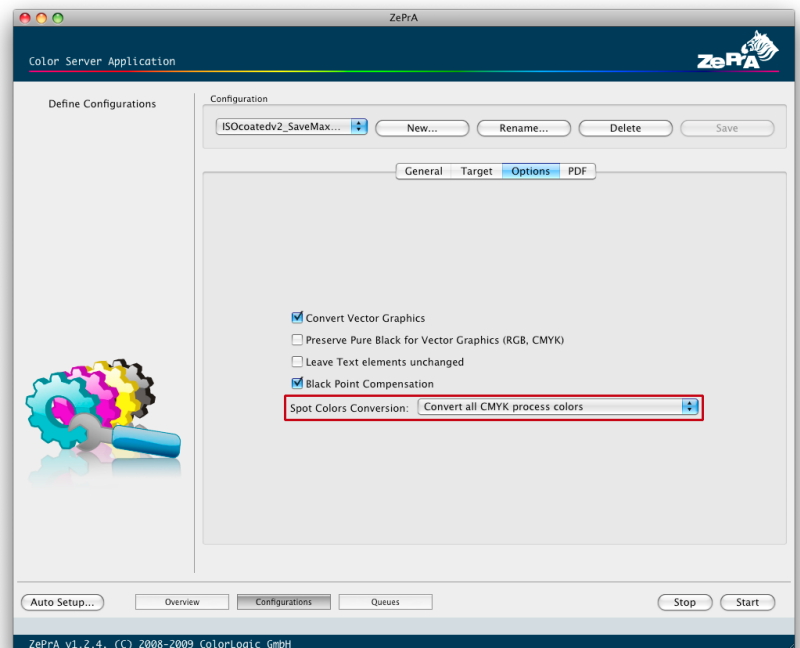 ZePrA
Color Server Application
ZePrA
Define Configurations
Configuration
ISOcoatedv2_SaveMax...
New...
Rename...
Delete
Save
General Target Options PDF
Convert Vector Graphics
Preserve Pure Black for Vector Graphics (RGB, CMYK)
Leave Text elements unchanged
Black Point Compensation
Spot Colors Conversion: Convert all CMYK process colors
Auto Setup...
Overview
Configurations
Queues
Stop
Start
ZePrA v1.2.4. (C) 2008-2009 ColorLogic GmbH